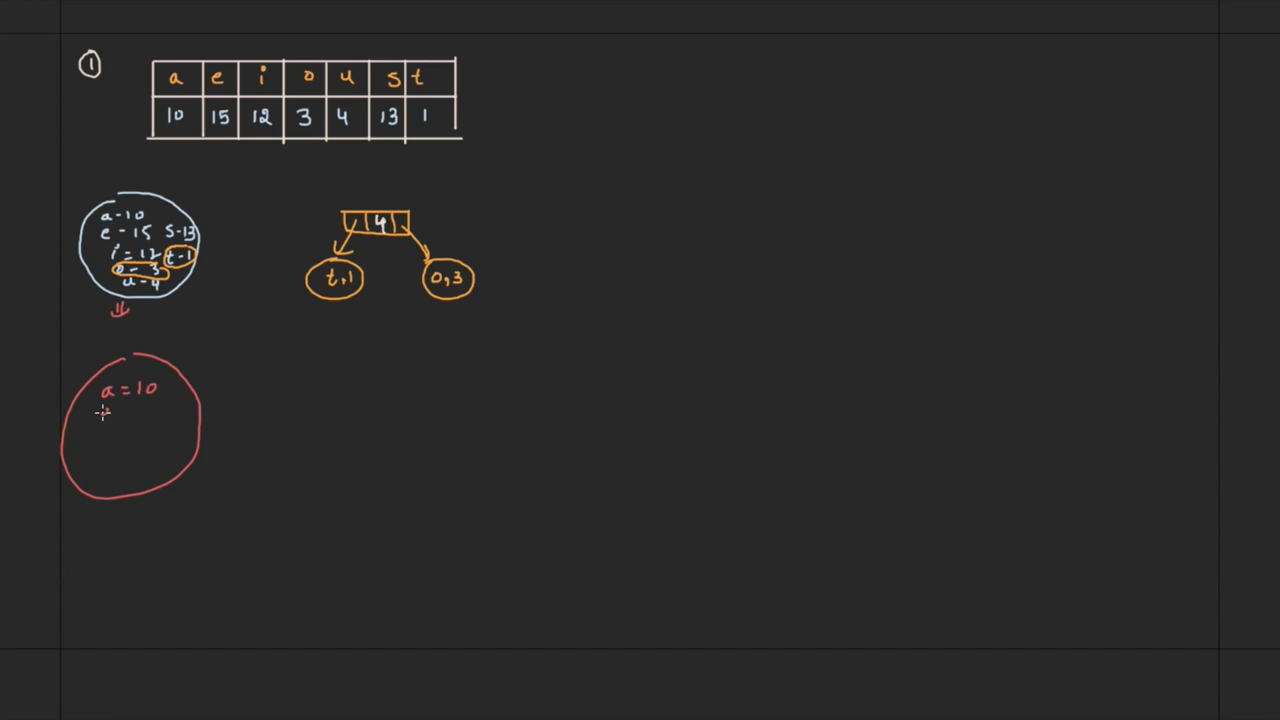 1
a e i o u s t
10 15 12 3 4 13 1
a-10
e-15 s-13
i=12 t-1
o-3
u-4
4
t,1 0,3
a=10